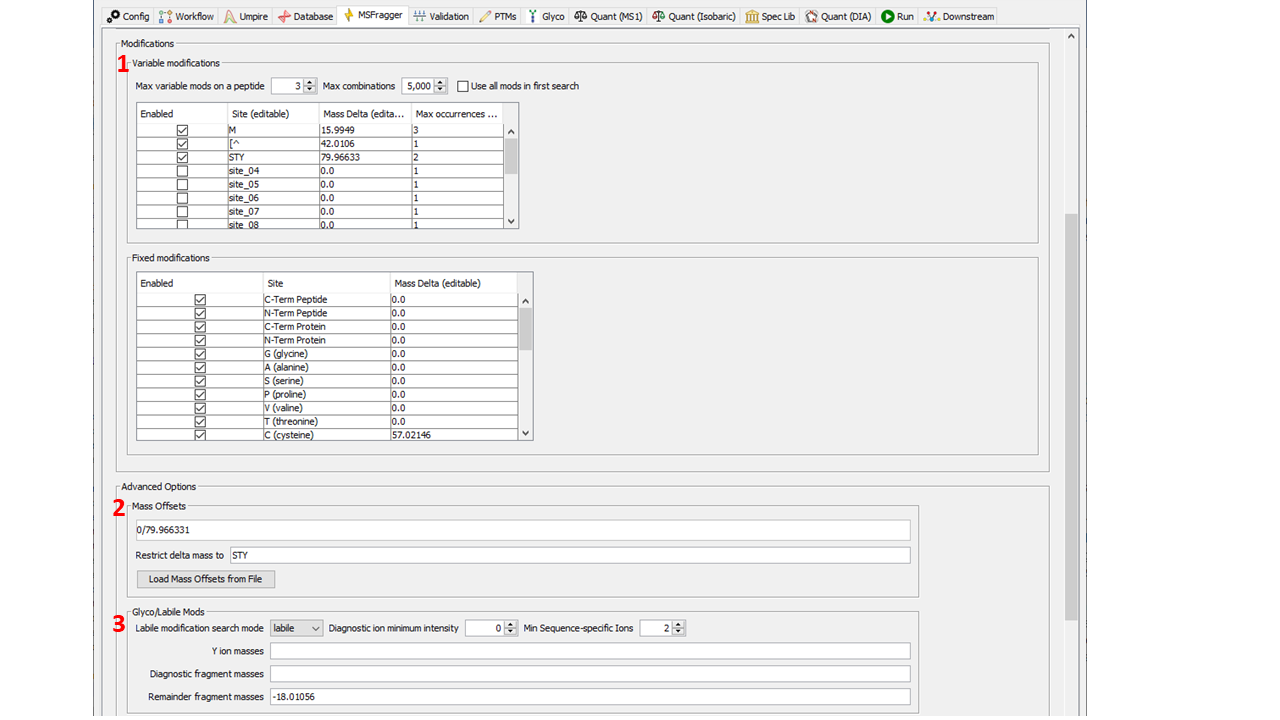 Config Workflow Umpire Database MSFragger Validation PTMs Glyco Quant (MS1) Quant (Isobaric) Spec Lib Quant (DIA) Run Downstream
Modifications
1 Variable modifications
Max variable mods on a peptide 3 Max combinations 5,000 Use all mods in first search
Enabled Site (editable) Mass Delta (edita... Max occurrences ...
M 15.9949 3
[^ 42.0106 1
STY 79.96633 2
site_04 0.0 1
site_05 0.0 1
site_06 0.0 1
site_07 0.0 1
site_08 0.0 1
Fixed modifications
Enabled Site Mass Delta (editable)
C-Term Peptide 0.0
N-Term Peptide 0.0
C-Term Protein 0.0
N-Term Protein 0.0
G (glycine) 0.0
A (alanine) 0.0
S (serine) 0.0
P (proline) 0.0
V (valine) 0.0
T (threonine) 0.0
C (cysteine) 57.02146
Advanced Options
2 Mass Offsets
0/79.966331
Restrict delta mass to STY
Load Mass Offsets from File
Glyco/Labile Mods
3 Labile modification search mode labile Diagnostic ion minimum intensity 0 Min Sequence-specific Ions 2
Y ion masses
Diagnostic fragment masses
Remainder fragment masses -18.01056